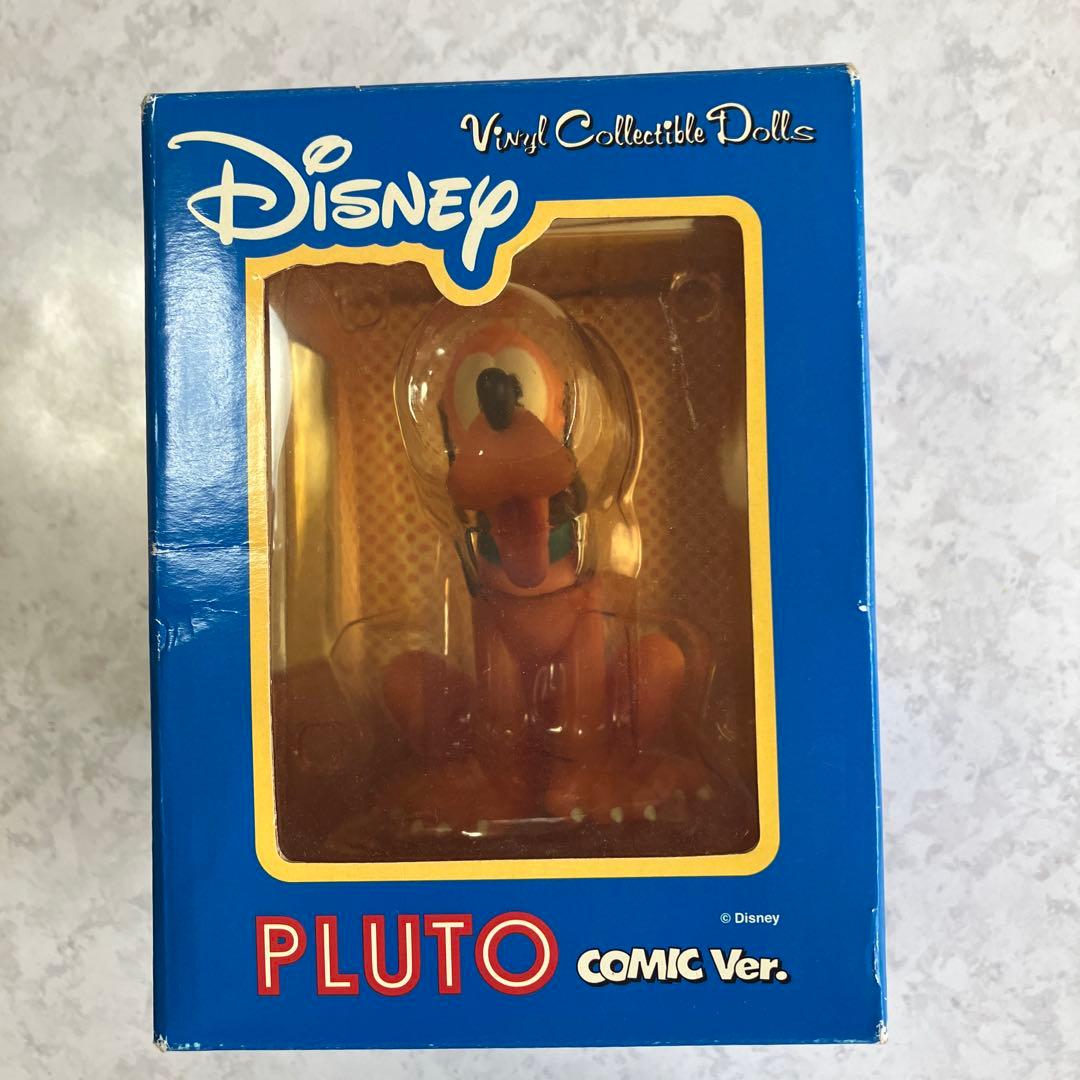 Vinyl Collectible Dolls
Disney
© Disney
PLUTO COMIC Ver.